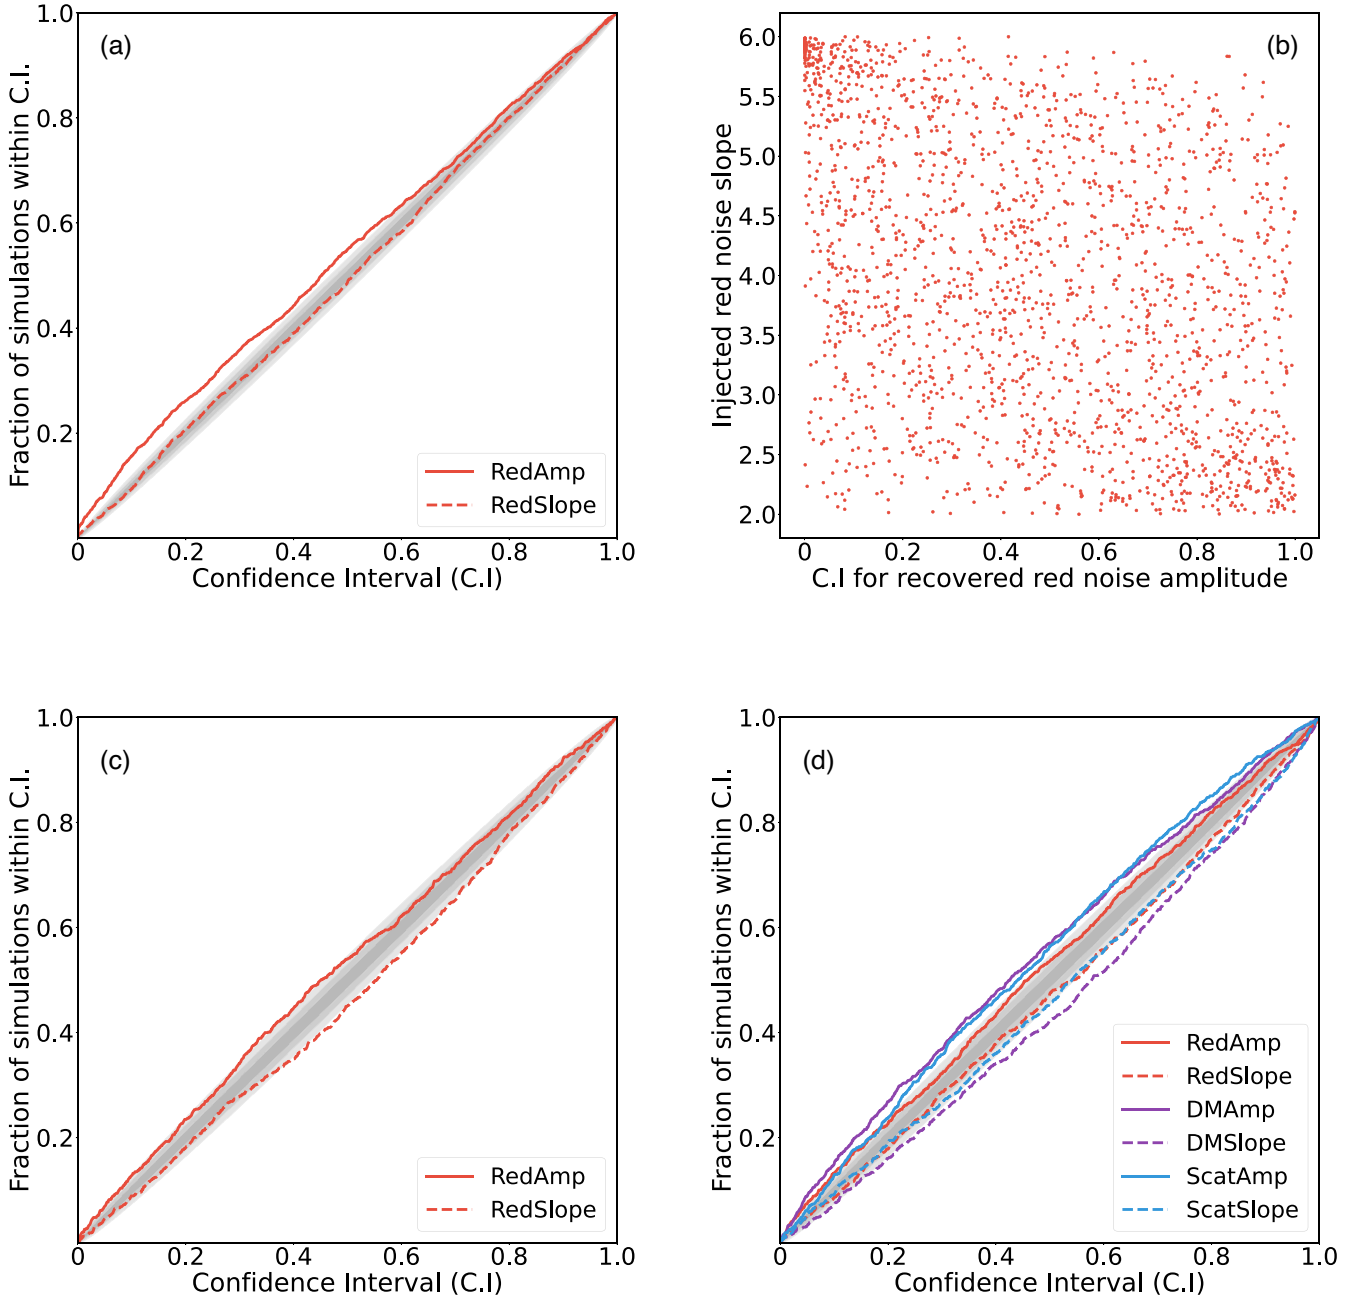 (a)
Fraction of simulations within C.I.
1.0
0.8
0.6
0.4
0.2
0
0.2
0.4
0.6
0.8
1.0
Confidence Interval (C.I)
RedAmp
RedSlope
(b)
Injected red noise slope
6.0
5.5
5.0
4.5
4.0
3.5
3.0
2.5
2.0
0
0.2
0.4
0.6
0.8
1.0
C.I for recovered red noise amplitude
(c)
Fraction of simulations within C.I.
1.0
0.8
0.6
0.4
0.2
0
0.2
0.4
0.6
0.8
1.0
Confidence Interval (C.I)
RedAmp
RedSlope
(d)
Fraction of simulations within C.I.
1.0
0.8
0.6
0.4
0.2
0
0.2
0.4
0.6
0.8
1.0
Confidence Interval (C.I)
RedAmp
RedSlope
DMAmp
DMSlope
ScatAmp
ScatSlope